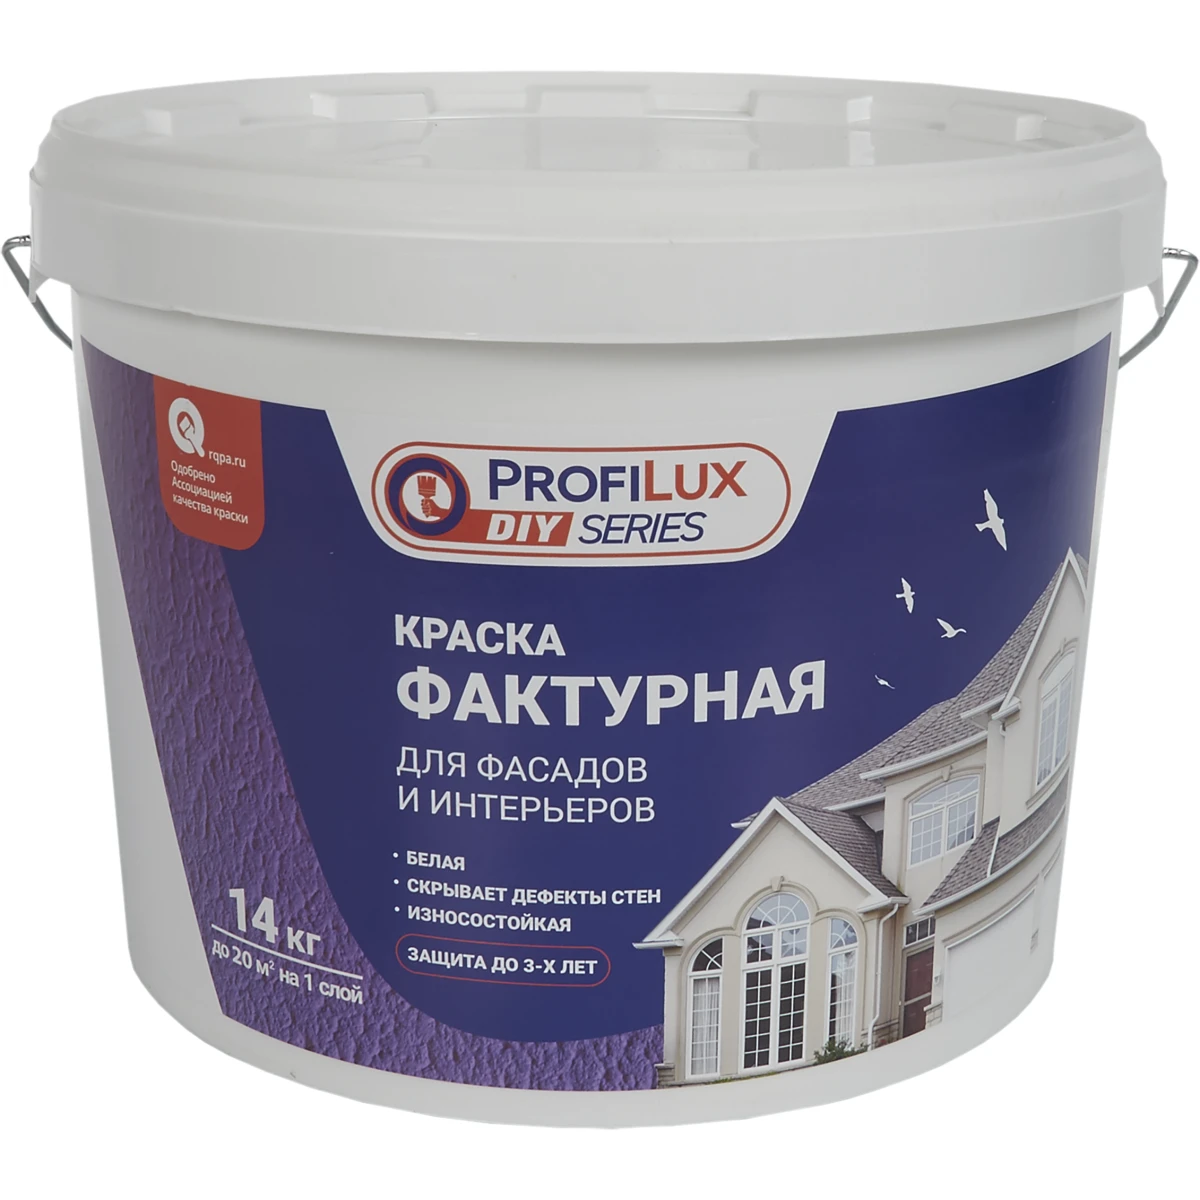 rqpa.ru
Одобрено
Ассоциацией
качества краски
PROFILUX
DIY SERIES
КРАСКА
ФАКТУРНАЯ
ДЛЯ ФАСАДОВ
И ИНТЕРЬЕРОВ
• БЕЛАЯ
• СКРЫВАЕТ ДЕФЕКТЫ СТЕН
• ИЗНОСОСТОЙКАЯ
ЗАЩИТА ДО 3-Х ЛЕТ
14 кг
до 20 м² на 1 слой